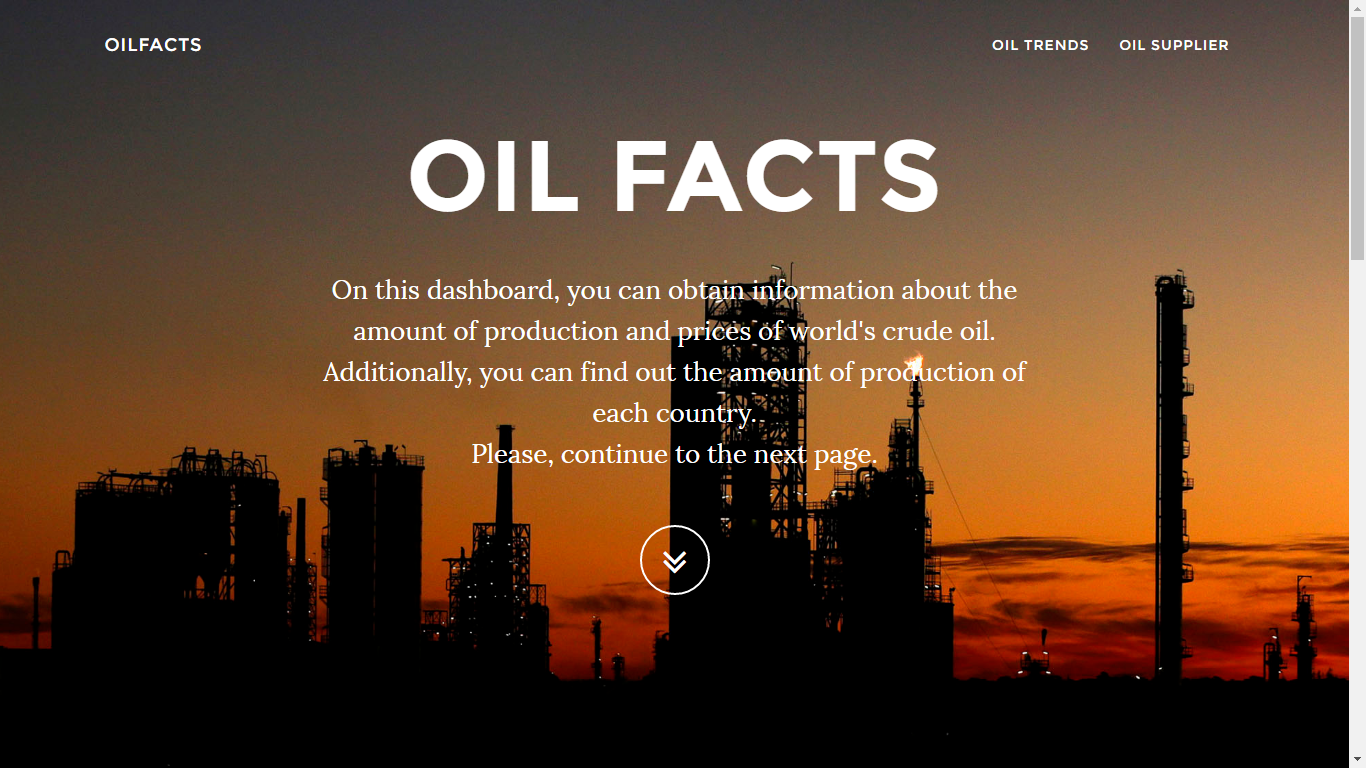 OILFACTS
OIL TRENDS
OIL SUPPLIER
OIL FACTS
On this dashboard, you can obtain information about the
amount of production and prices of world's crude oil.
Additionally, you can find out the amount of production of
each country.
Please, continue to the next page.